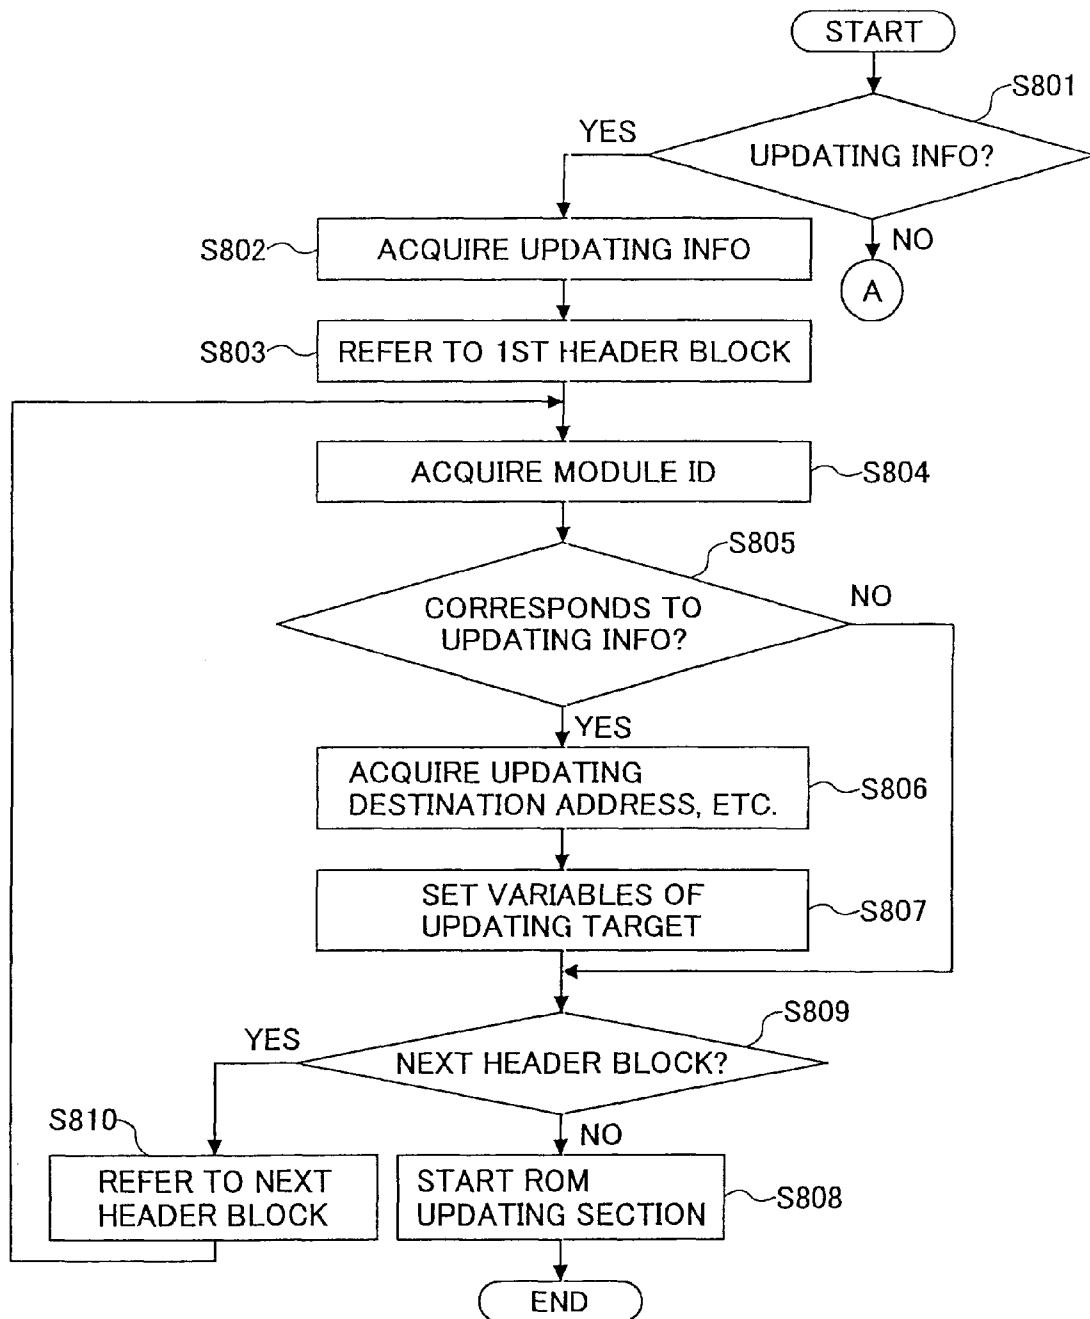 START
S801
YES
UPDATING INFO?
NO
A
S802
ACQUIRE UPDATING INFO
S803
REFER TO 1ST HEADER BLOCK
ACQUIRE MODULE ID
S804
S805
CORRESPONDS TO
UPDATING INFO?
NO
YES
ACQUIRE UPDATING
DESTINATION ADDRESS, ETC.
S806
SET VARIABLES OF
UPDATING TARGET
S807
S809
YES
NEXT HEADER BLOCK?
NO
S810
REFER TO NEXT
HEADER BLOCK
START ROM
UPDATING SECTION
S808
END